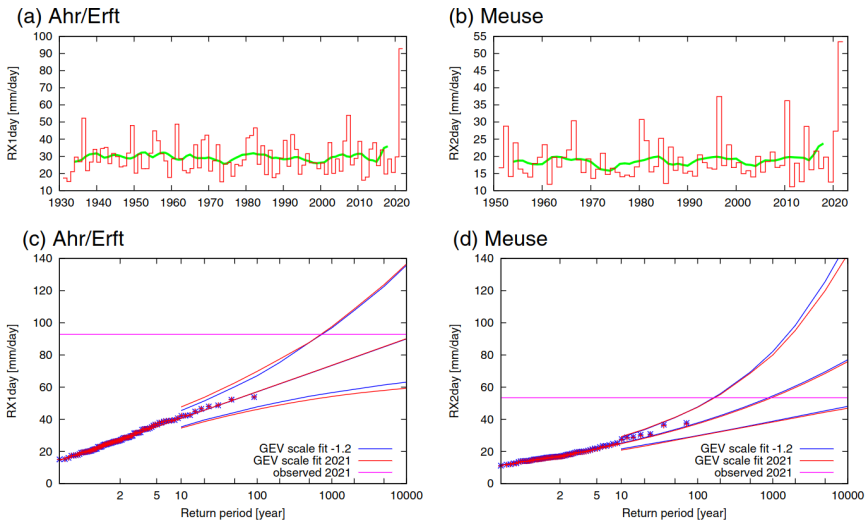 (a) Ahr/Erft
RX1day [mm/day]
100
90
80
70
60
50
40
30
20
10
1930 1940 1950 1960 1970 1980 1990 2000 2010 2020
(b) Meuse
RX2day [mm/day]
55
50
45
40
35
30
25
20
15
10
1950 1960 1970 1980 1990 2000 2010 2020
(c) Ahr/Erft
RX1day [mm/day]
140
120
100
80
60
40
20
0
GEV scale fit -1.2
GEV scale fit 2021
observed 2021
2 5 10 100 1000 10000
Return period [year]
(d) Meuse
RX2day [mm/day]
140
120
100
80
60
40
20
0
GEV scale fit -1.2
GEV scale fit 2021
observed 2021
2 5 10 100 1000 10000
Return period [year]